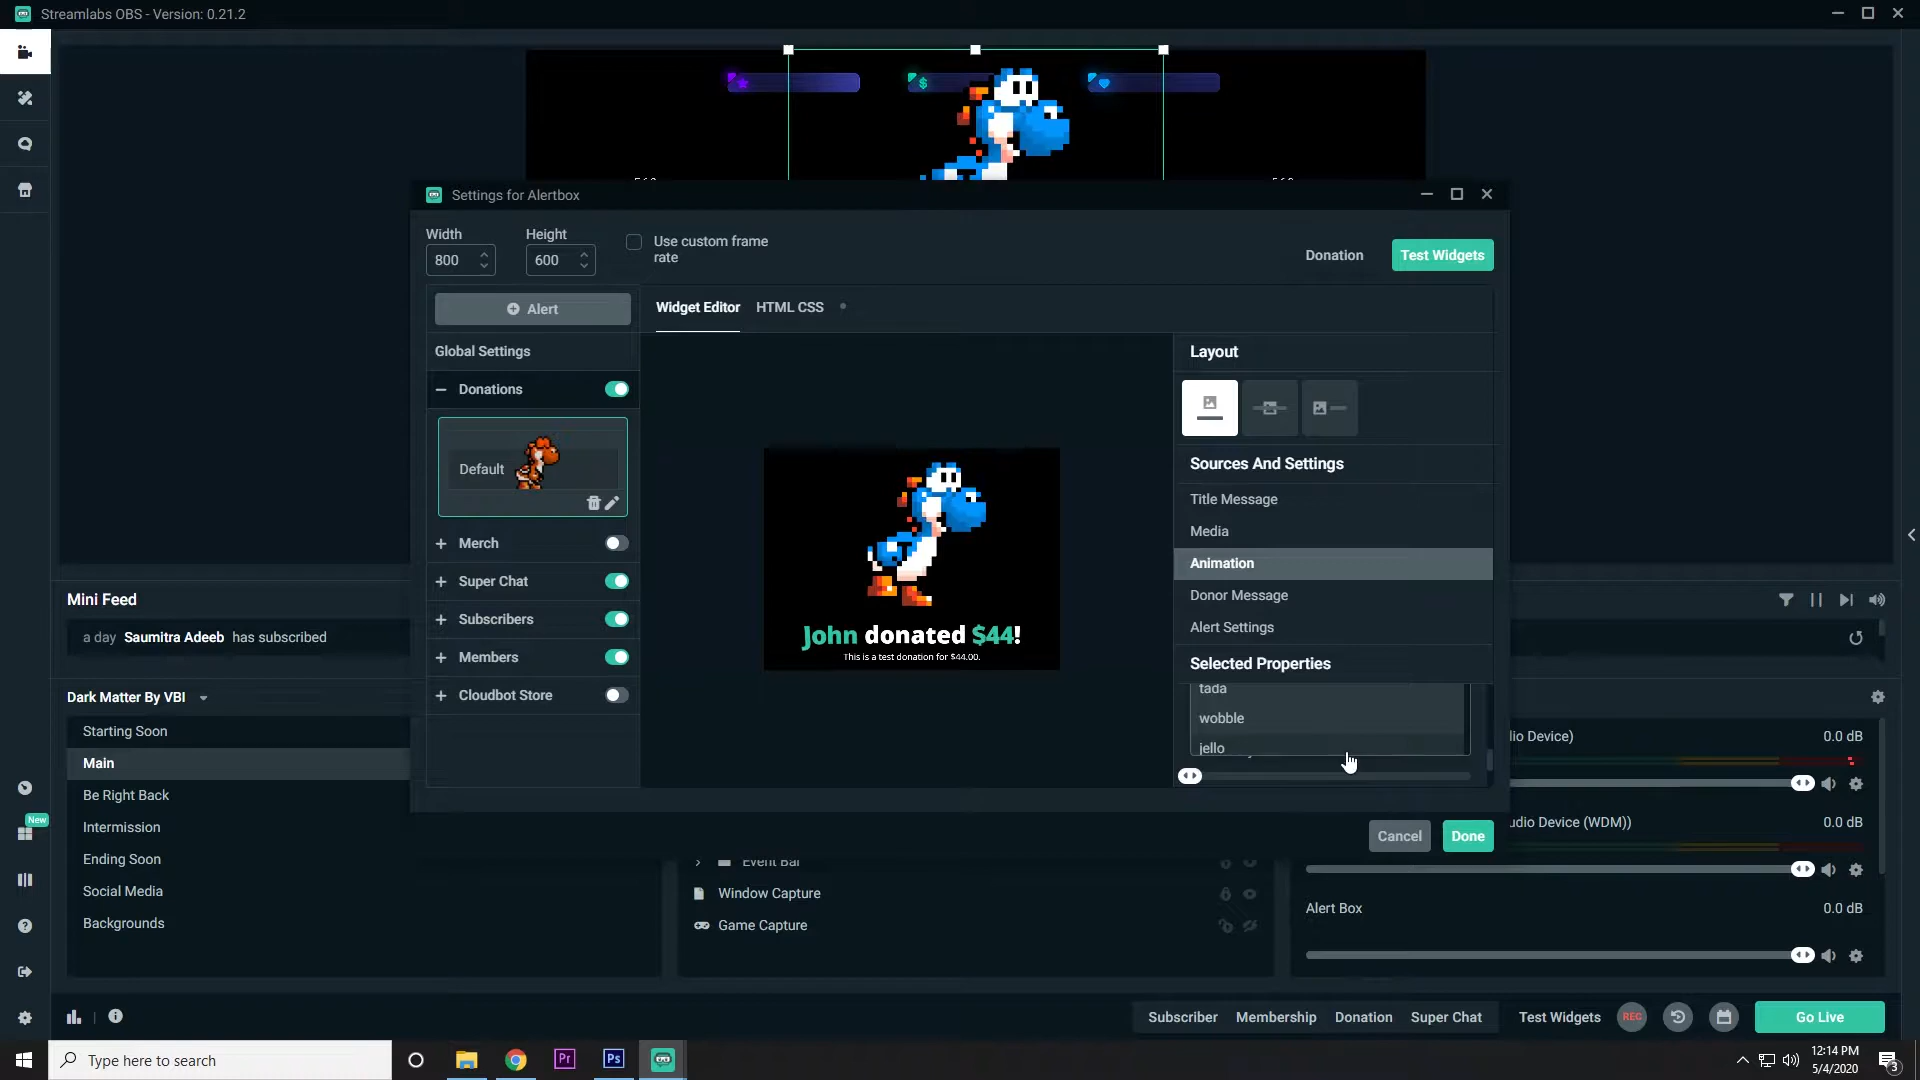 Streamlabs OBS - Version: 0.21.2
Settings for Alertbox
Width
Height
800
600
Use custom frame
rate
Donation
Test Widgets
Alert
Widget Editor
HTML CSS
Global Settings
Donations
Default
Merch
Super Chat
Subscribers
Members
Cloudbot Store
John donated $44!
This is a test donation for $44.00.
Layout
Sources And Settings
Title Message
Media
Animation
Donor Message
Alert Settings
Selected Properties
tada
wobble
jello
Cancel
Done
Mini Feed
a day Saumitra Adeeb has subscribed
Dark Matter By VBI
Starting Soon
Main
Be Right Back
Intermission
Ending Soon
Social Media
Backgrounds
Event Bar
Window Capture
Game Capture
dio Device)
0.0 dB
udio Device (WDM))
0.0 dB
Alert Box
0.0 dB
New
Subscriber
Membership
Donation
Super Chat
Test Widgets
REC
Go Live
Type here to search
Pr
Ps
12:14 PM
5/4/2020
3